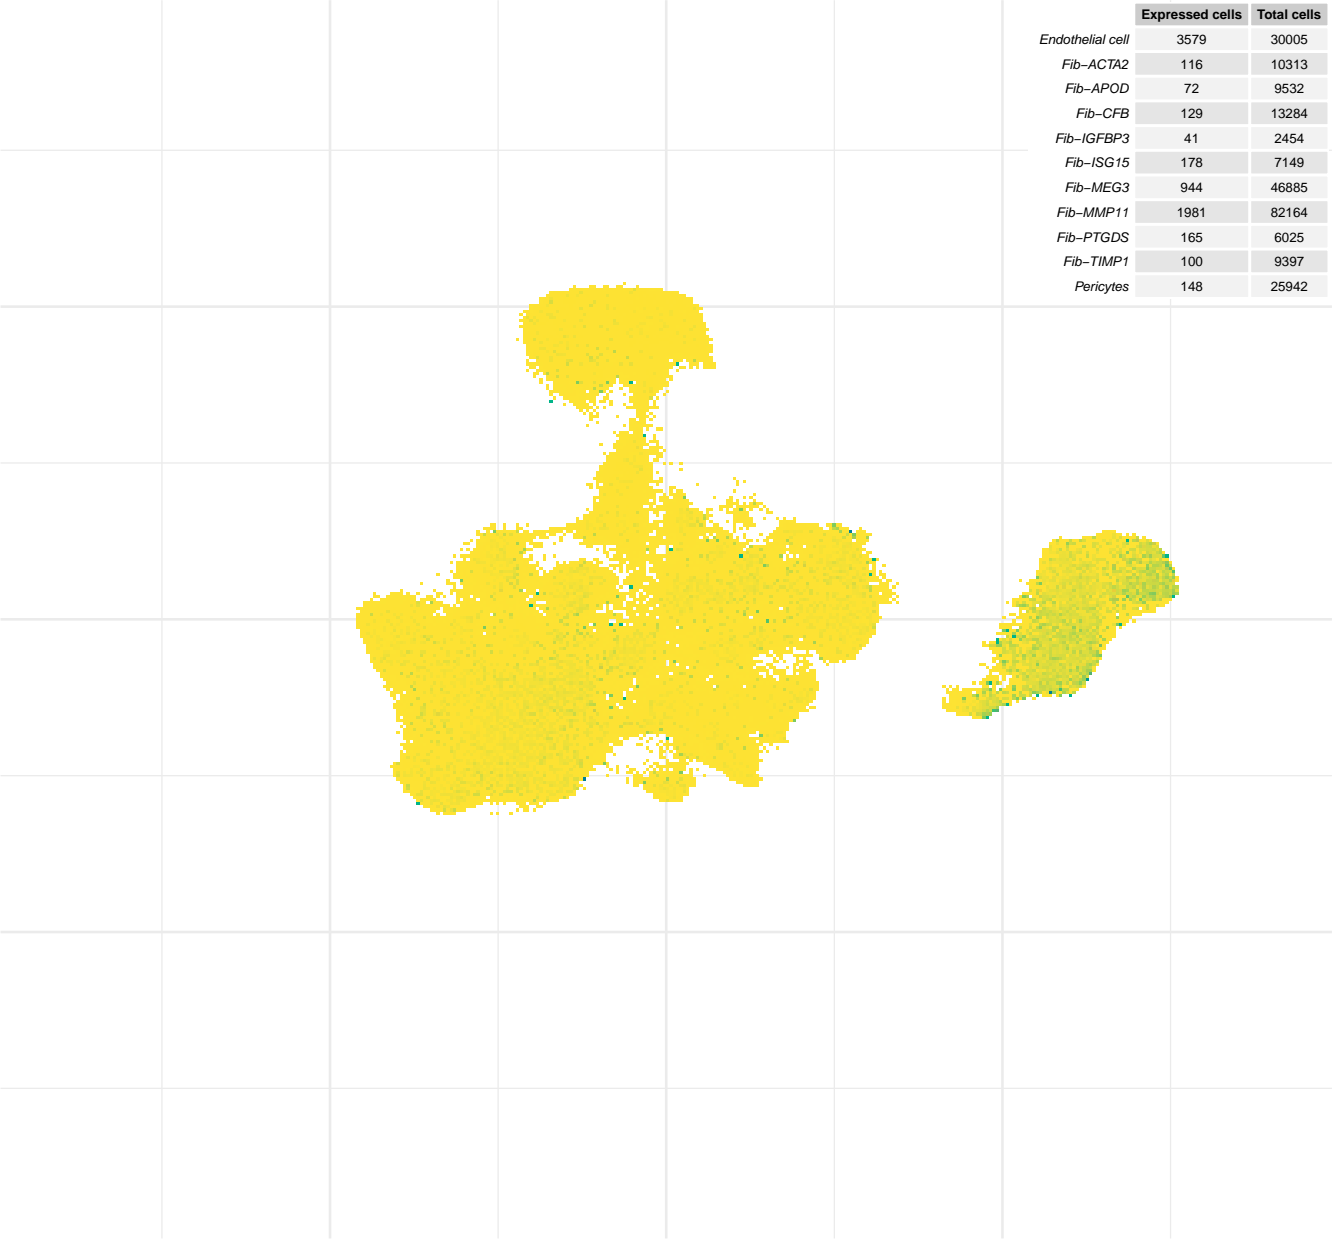 Expressed cells Total cells
Endothelial cell 3579 30005
Fib−ACTA2 116 10313
Fib−APOD 72 9532
Fib−CFB 129 13284
Fib−IGFBP3 41 2454
Fib−ISG15 178 7149
Fib−MEG3 944 46885
Fib−MMP11 1981 82164
Fib−PTGDS 165 6025
Fib−TIMP1 100 9397
Pericytes 148 25942